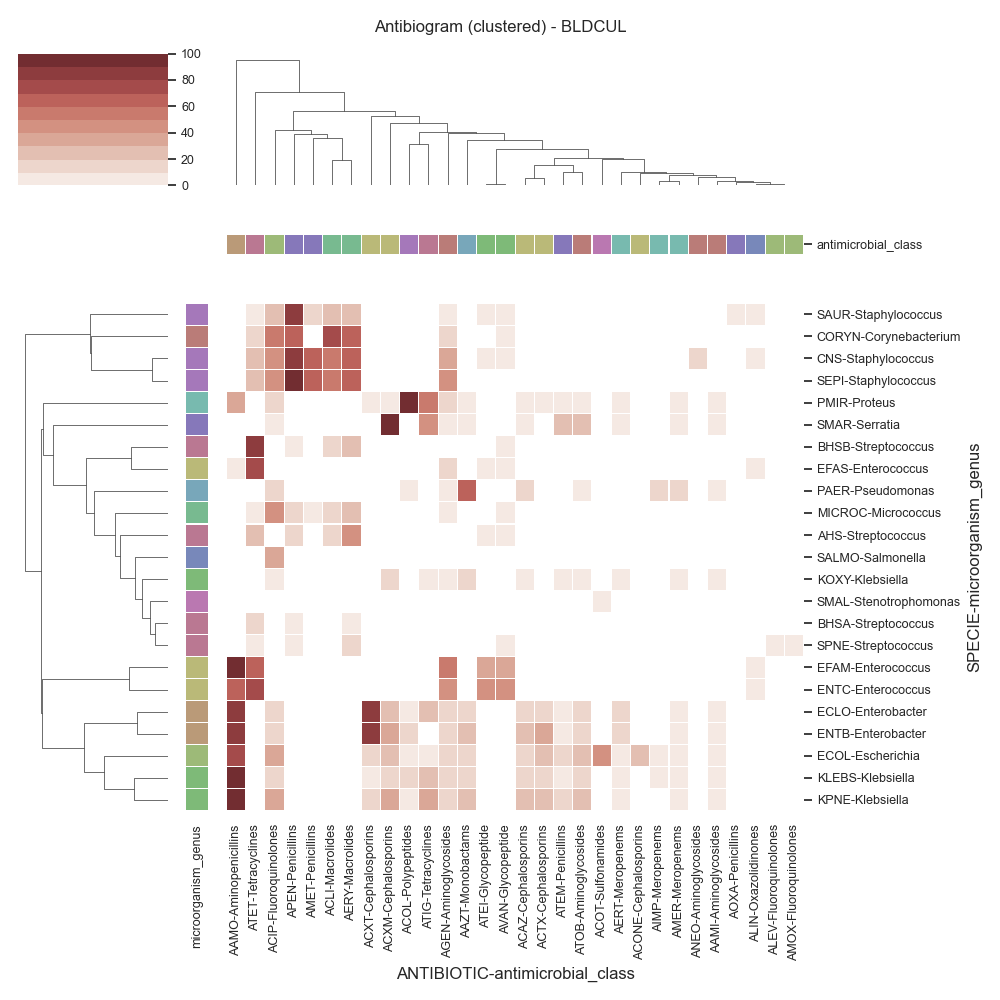 Antibiogram (clustered) - BLDCUL
100
80
60
40
20
0
antimicrobial_class
SAUR-Staphylococcus
CORYN-Corynebacterium
CNS-Staphylococcus
SEPI-Staphylococcus
PMIR-Proteus
SMAR-Serratia
BHSB-Streptococcus
EFAS-Enterococcus
PAER-Pseudomonas
MICROC-Micrococcus
AHS-Streptococcus
SALMO-Salmonella
KOXY-Klebsiella
SMAL-Stenotrophomonas
BHSA-Streptococcus
SPNE-Streptococcus
EFAM-Enterococcus
ENTC-Enterococcus
ECLO-Enterobacter
ENTB-Enterobacter
ECOL-Escherichia
KLEBS-Klebsiella
KPNE-Klebsiella
SPECIE-microorganism_genus
microorganism_genus
AAMO-Aminopenicillins
ATET-Tetracyclines
ACIP-Fluoroquinolones
APEN-Penicillins
AMET-Penicillins
ACLI-Macrolides
AERY-Macrolides
ACXT-Cephalosporins
ACXM-Cephalosporins
ACOL-Polypeptides
ATIG-Tetracyclines
AGEN-Aminoglycosides
AAZT-Monobactams
ATEI-Glycopeptide
AVAN-Glycopeptide
ACAZ-Cephalosporins
ACTX-Cephalosporins
ATEM-Penicillins
ATOB-Aminoglycosides
ACOT-Sulfonamides
AERT-Meropenems
ACONE-Cephalosporins
AIMP-Meropenems
AMER-Meropenems
ANEO-Aminoglycosides
AAMI-Aminoglycosides
AOXA-Penicillins
ALIN-Oxazolidinones
ALEV-Fluoroquinolones
AMOX-Fluoroquinolones
ANTIBIOTIC-antimicrobial_class